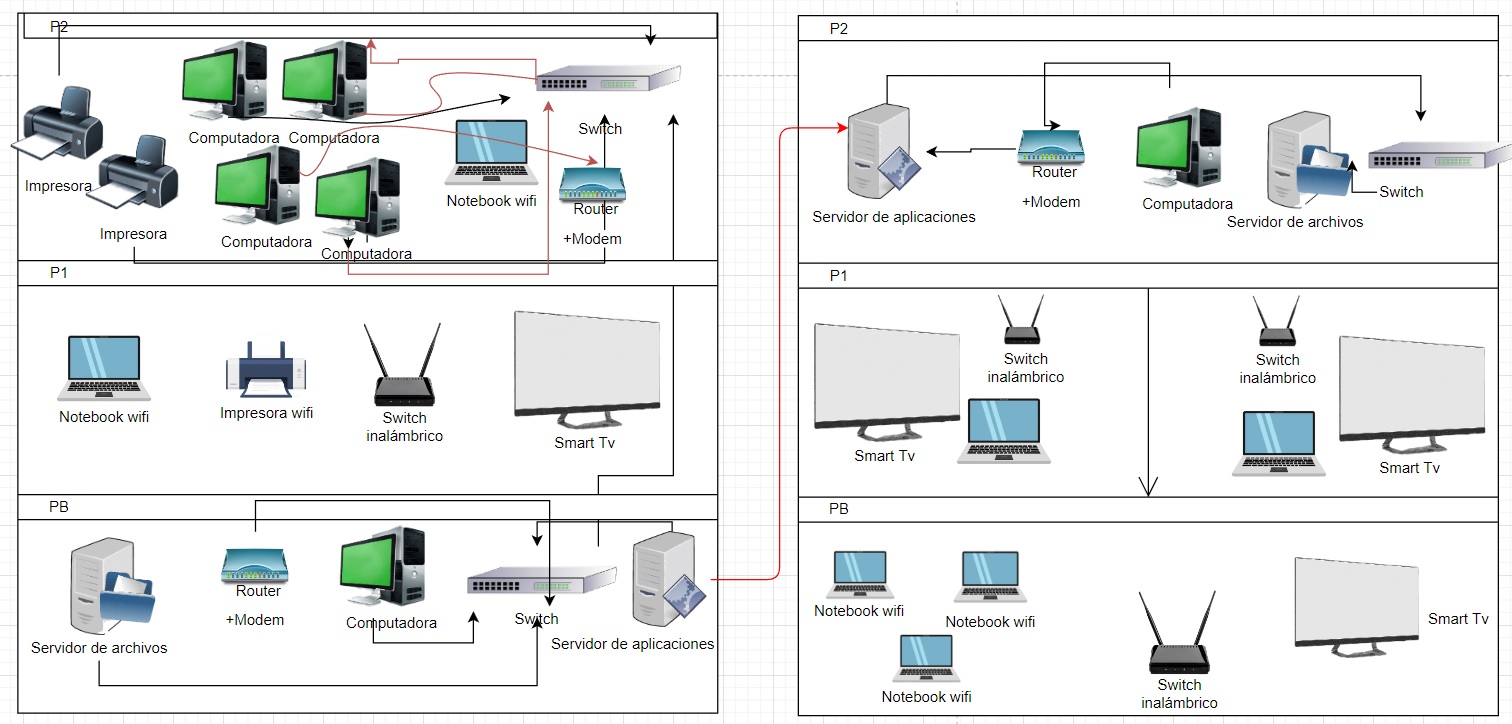 P2
Computadora
Computadora
Switch
Impresora
Notebook wifi
Router
Impresora
Computadora
Computadora
+Modem
P1
Notebook wifi
Impresora wifi
Switch
inalámbrico
Smart Tv
PB
Router
+Modem
Computadora
Switch
Servidor de archivos
Servidor de aplicaciones
P2
Servidor de aplicaciones
Router
+Modem
Computadora
Servidor de archivos
Switch
P1
Switch
inalámbrico
Switch
inalámbrico
Smart Tv
Smart Tv
PB
Notebook wifi
Notebook wifi
Smart Tv
Notebook wifi
Switch
inalámbrico